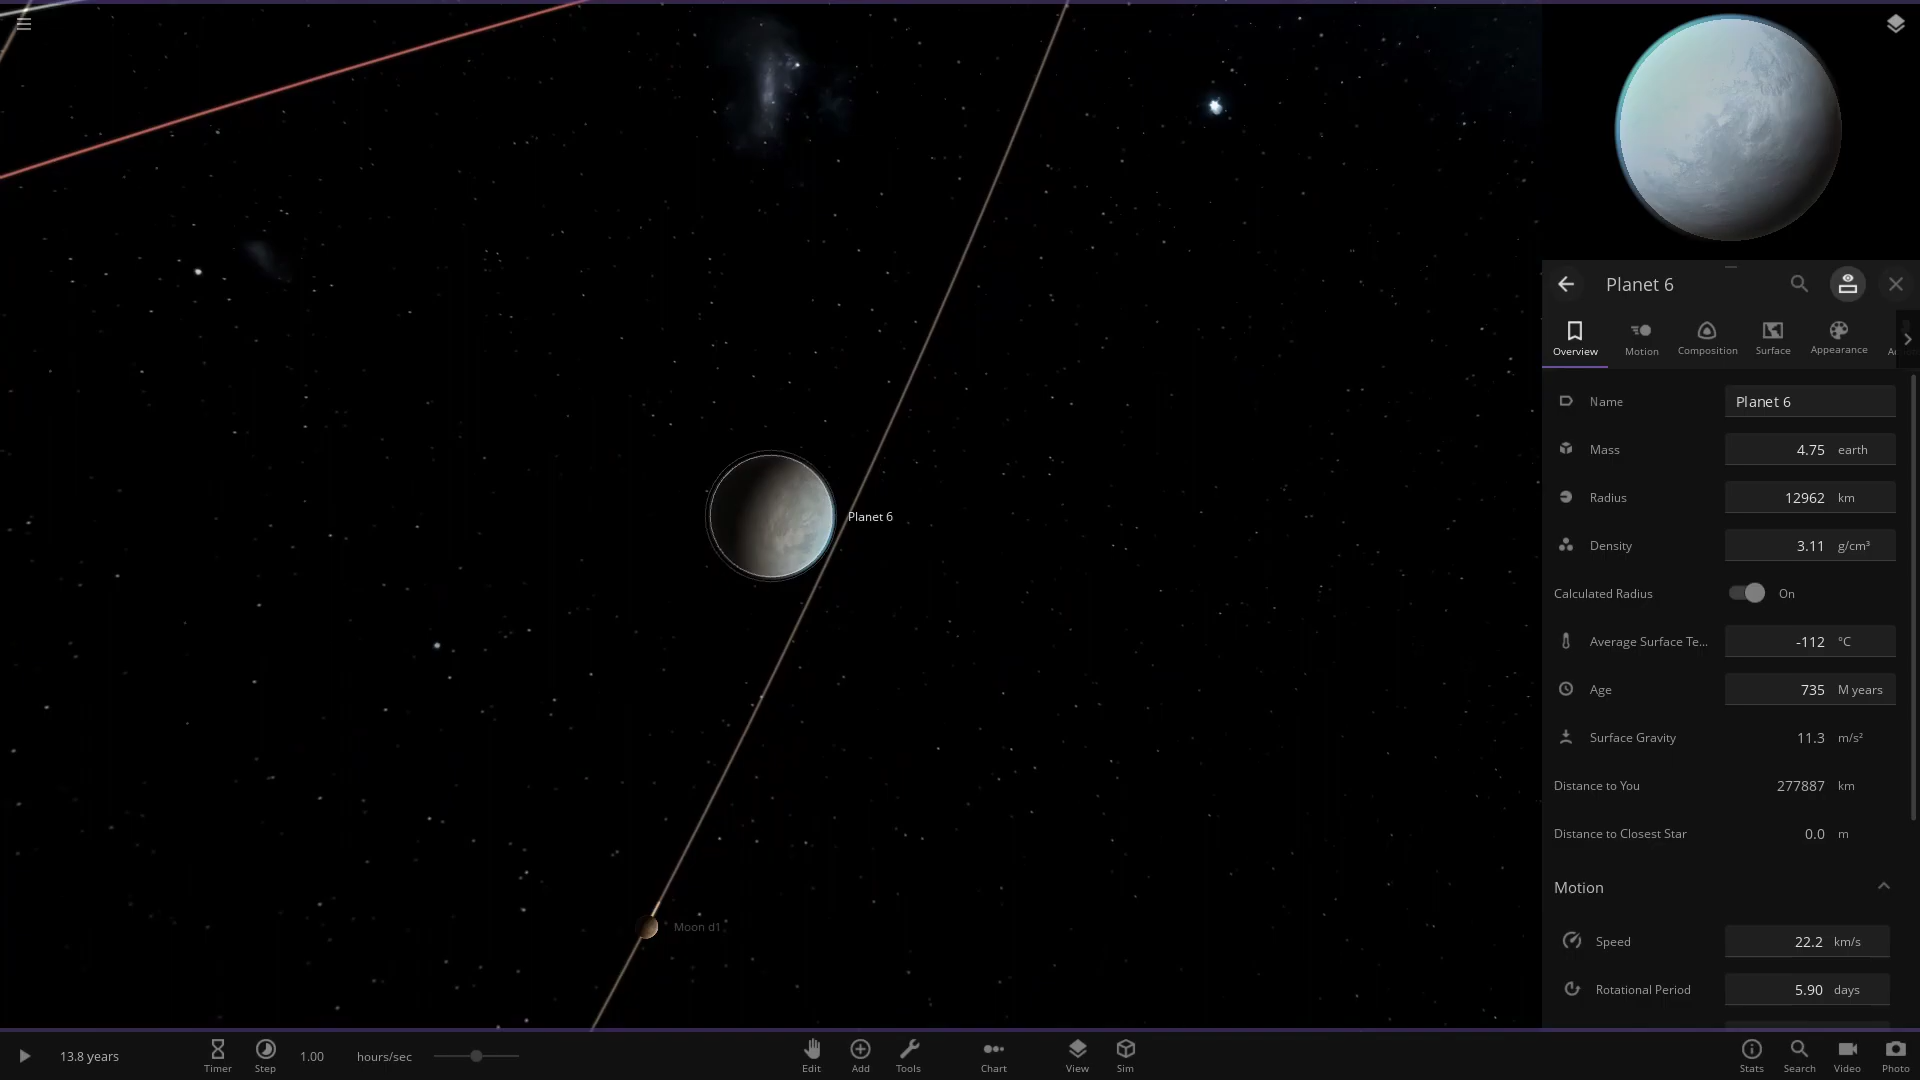 Planet 6
Moon d1
Planet 6
Overview
Motion
Composition
Surface
Appearance
Name Planet 6
Mass 4.75 earth
Radius 12962 km
Density 3.11 g/cm³
Calculated Radius On
Average Surface Te... -112 °C
Age 735 M years
Surface Gravity 11.3 m/s²
Distance to You 277887 km
Distance to Closest Star 0.0 m
Motion
Speed 22.2 km/s
Rotational Period 5.90 days
13.8 years
Timer
Step
1.00 hours/sec
Edit
Add
Tools
Chart
View
Sim
Stats
Search
Video
Photo